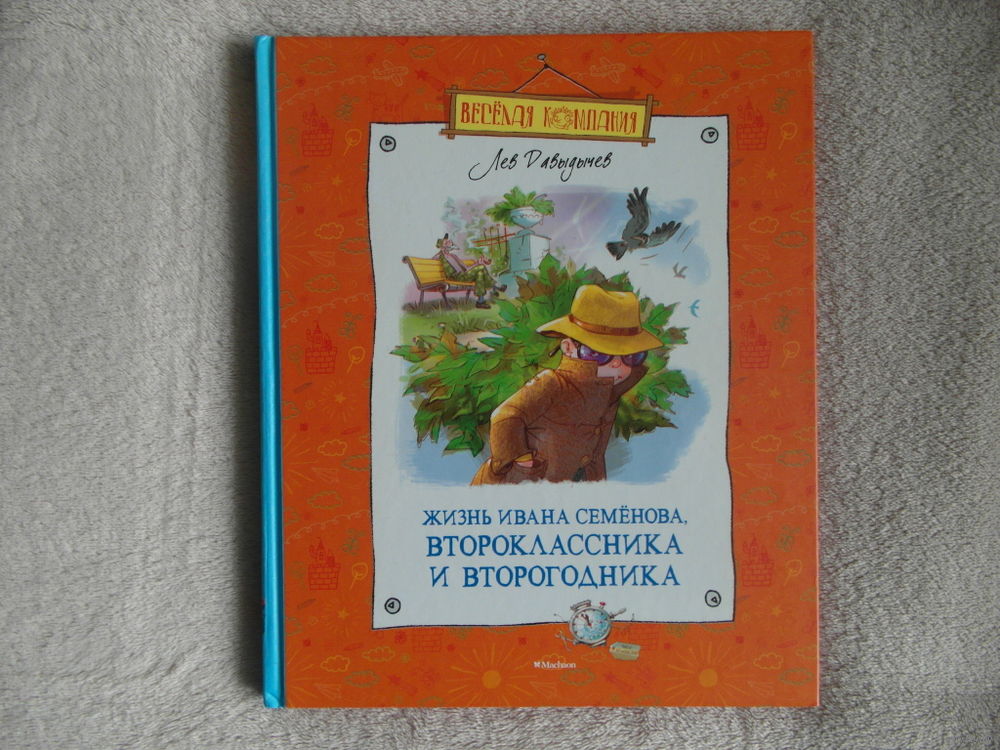 ВЕСЁЛАЯ КОМПАНИЯ
Лев Давыдычев
ЖИЗНЬ ИВАНА СЕМЁНОВА,
ВТОРОКЛАССНИКА
И ВТОРОГОДНИКА
Machaon